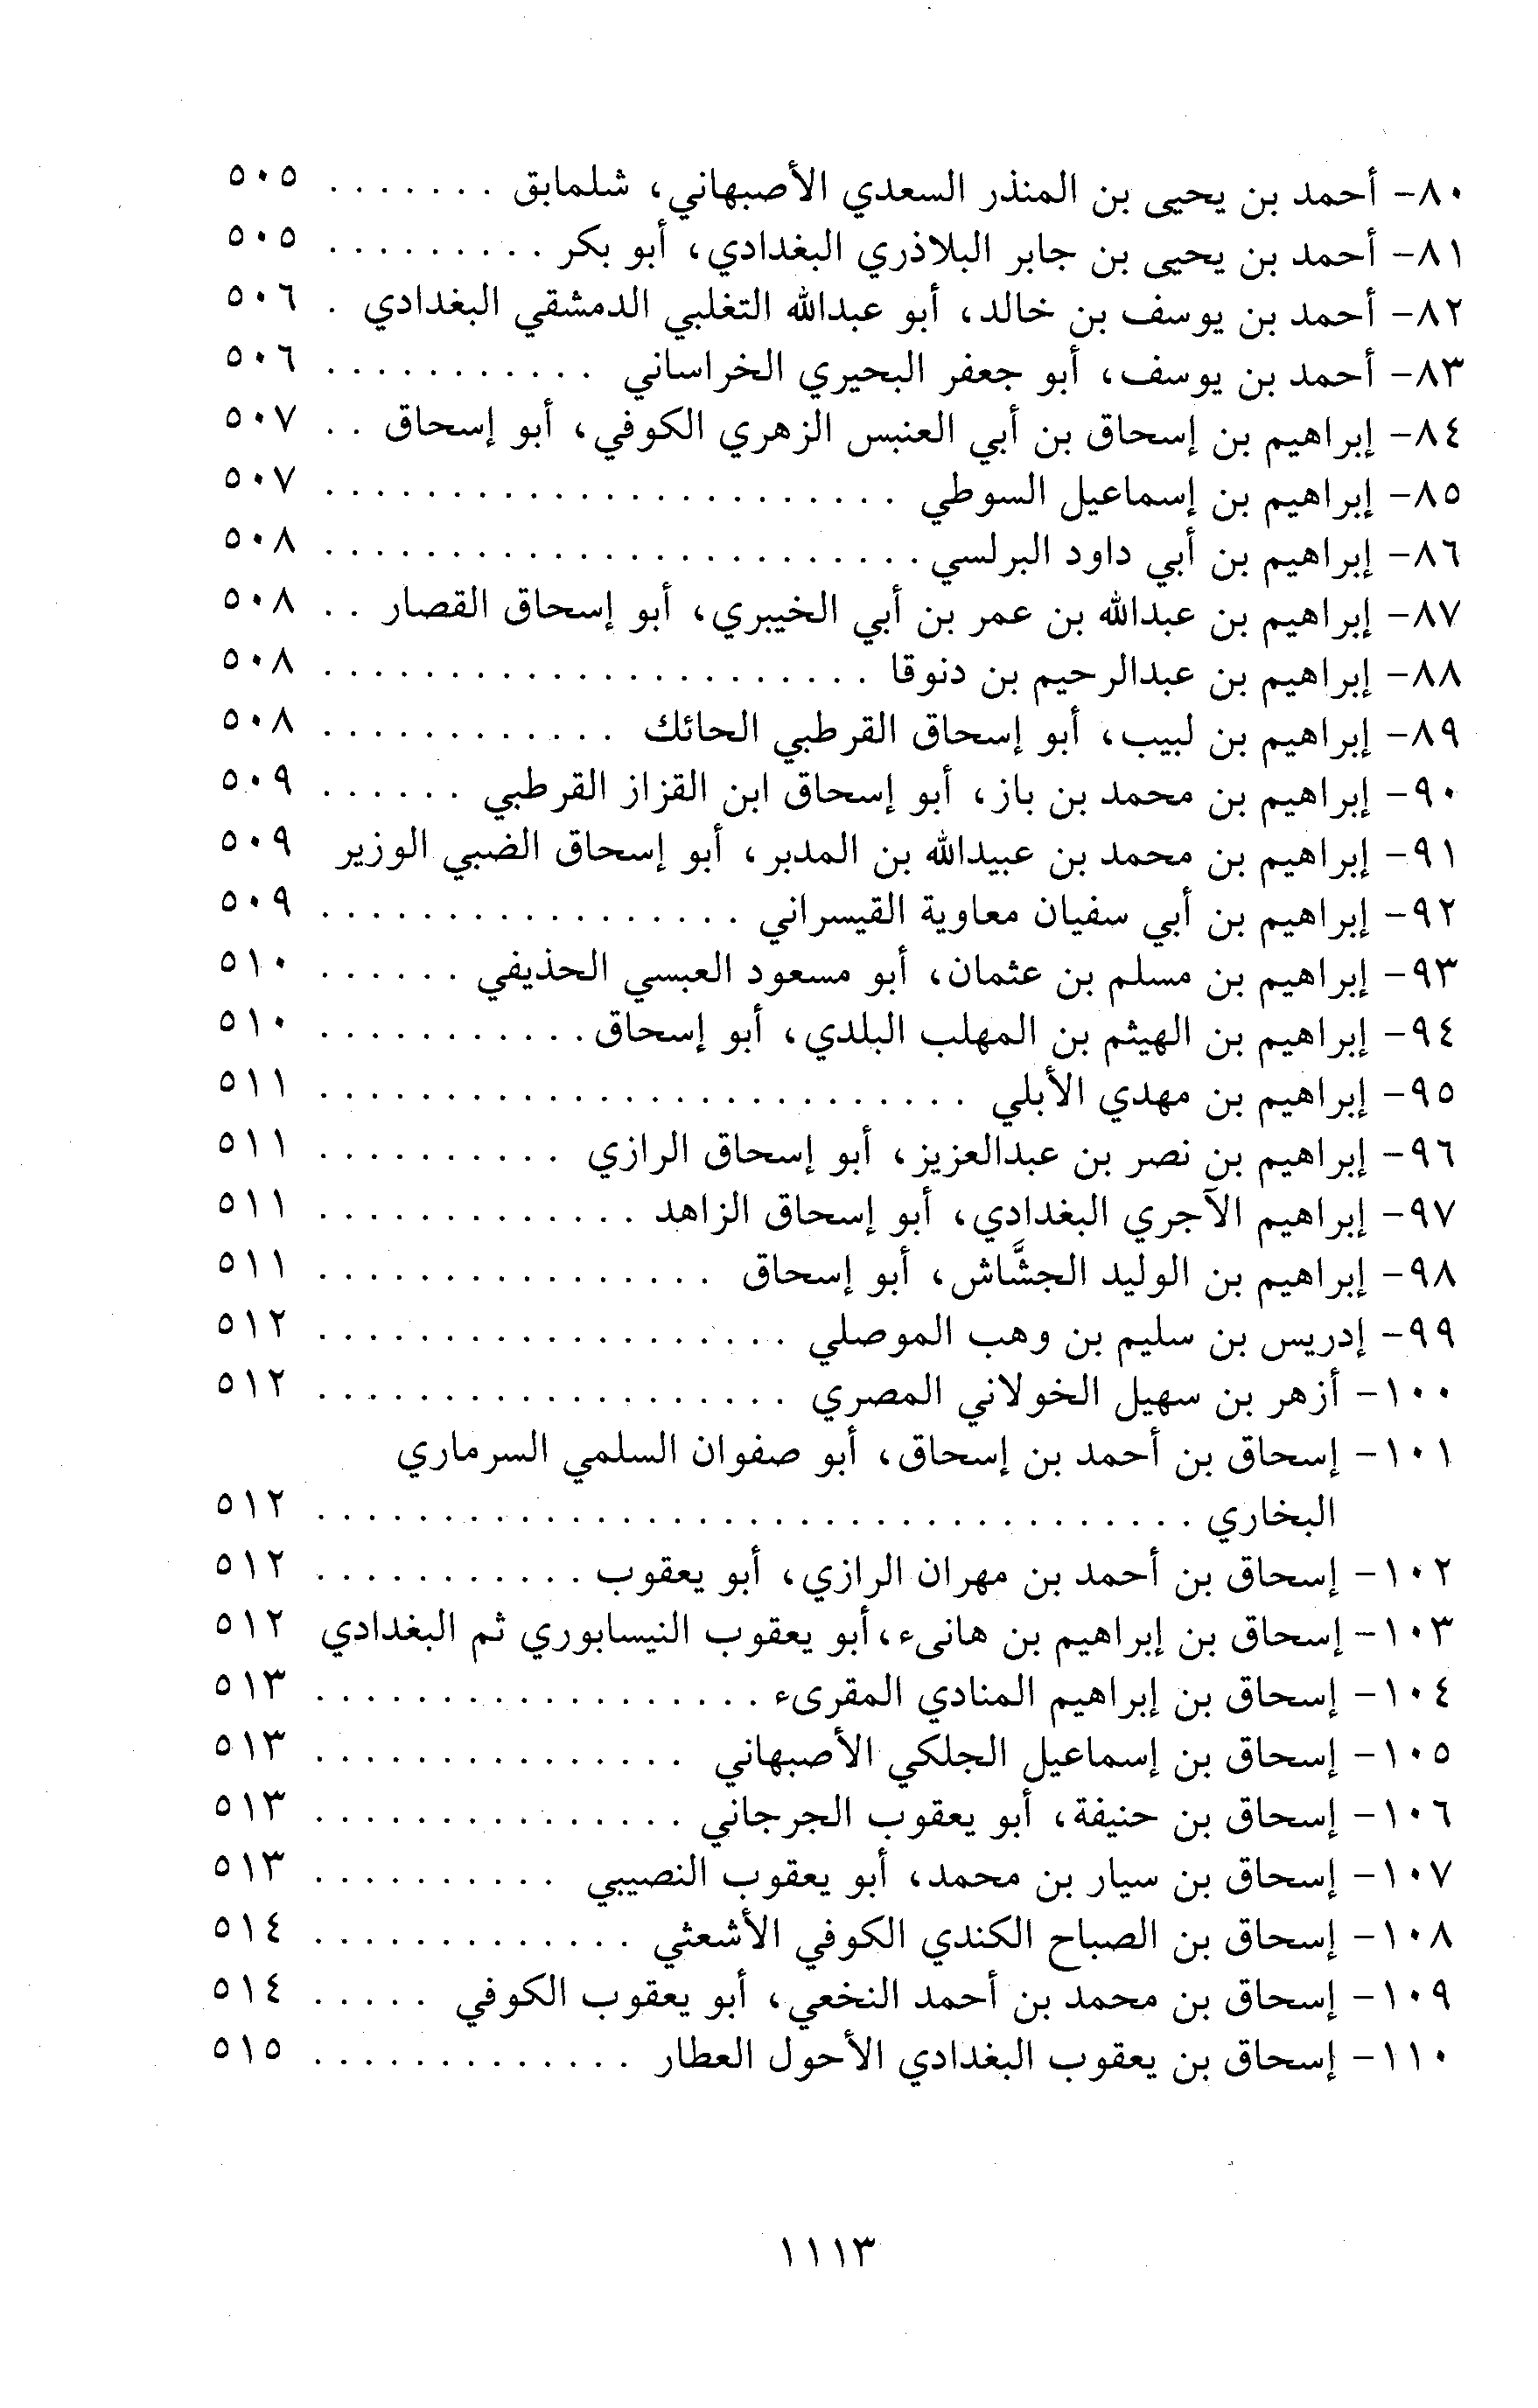 ٨٠- أحمد بن يحيى بن المنذر السعدي الأصبهاني، شلمابق . . . . . . . ٥٠٥
٨١- أحمد بن يحيى بن جابر البلاذري البغدادي، أبو بكر . . . . . . . . . ٥٠٥
٨٢- أحمد بن يوسف بن خالد، أبو عبدالله التغلبي الدمشقي البغدادي . ٥٠٦
٨٣- أحمد بن يوسف، أبو جعفر البحيري الخراساني . . . . . . . . . . . ٥٠٦
٨٤- إبراهيم بن إسحاق بن أبي العنبس الزهري الكوفي، أبو إسحاق . . ٥٠٧
٨٥- إبراهيم بن إسماعيل السوطي . . . . . . . . . . . . . . . . . . . . . . . ٥٠٧
٨٦- إبراهيم بن أبي داود البرلسي . . . . . . . . . . . . . . . . . . . . . . . . ٥٠٨
٨٧- إبراهيم بن عبدالله بن عمر بن أبي الخيبري، أبو إسحاق القصار . . ٥٠٨
٨٨- إبراهيم بن عبدالرحيم بن دنوقا . . . . . . . . . . . . . . . . . . . . . . ٥٠٨
٨٩- إبراهيم بن لبيب، أبو إسحاق القرطبي الحائك . . . . . . . . . . . . ٥٠٨
٩٠- إبراهيم بن محمد بن باز، أبو إسحاق ابن القزاز القرطبي . . . . . . ٥٠٩
٩١- إبراهيم بن محمد بن عبيدالله بن المدبر، أبو إسحاق الضبي الوزير ٥٠٩
٩٢- إبراهيم بن أبي سفيان معاوية القيسراني . . . . . . . . . . . . . . . . . ٥٠٩
٩٣- إبراهيم بن مسلم بن عثمان، أبو مسعود العبسي الحذيفي . . . . . . ٥١٠
٩٤- إبراهيم بن الهيثم بن المهلب البلدي، أبو إسحاق . . . . . . . . . . . ٥١٠
٩٥- إبراهيم بن مهدي الأبلي . . . . . . . . . . . . . . . . . . . . . . . . . . ٥١١
٩٦- إبراهيم بن نصر بن عبدالعزيز، أبو إسحاق الرازي . . . . . . . . . . ٥١١
٩٧- إبراهيم الآجري البغدادي، أبو إسحاق الزاهد . . . . . . . . . . . . . ٥١١
٩٨- إبراهيم بن الوليد الجشَّاش، أبو إسحاق . . . . . . . . . . . . . . . . ٥١١
٩٩- إدريس بن سليم بن وهب الموصلي . . . . . . . . . . . . . . . . . . . ٥١٢
١٠٠- أزهر بن سهيل الخولاني المصري . . . . . . . . . . . . . . . . . . . ٥١٢
١٠١- إسحاق بن أحمد بن إسحاق، أبو صفوان السلمي السرماري
البخاري . . . . . . . . . . . . . . . . . . . . . . . . . . . . . . . . . . . ٥١٢
١٠٢- إسحاق بن أحمد بن مهران الرازي، أبو يعقوب . . . . . . . . . . . ٥١٢
١٠٣- إسحاق بن إبراهيم بن هانىء،أبو يعقوب النيسابوري ثم البغدادي ٥١٢
١٠٤- إسحاق بن إبراهيم المنادي المقرىء . . . . . . . . . . . . . . . . . . ٥١٣
١٠٥- إسحاق بن إسماعيل الجلكي الأصبهاني . . . . . . . . . . . . . . . ٥١٣
١٠٦- إسحاق بن حنيفة، أبو يعقوب الجرجاني . . . . . . . . . . . . . . . ٥١٣
١٠٧- إسحاق بن سيار بن محمد، أبو يعقوب النصيبي . . . . . . . . . . ٥١٣
١٠٨- إسحاق بن الصباح الكندي الكوفي الأشعثي . . . . . . . . . . . . . ٥١٤
١٠٩- إسحاق بن محمد بن أحمد النخعي، أبو يعقوب الكوفي . . . . . ٥١٤
١١٠- إسحاق بن يعقوب البغدادي الأحول العطار . . . . . . . . . . . . . ٥١٥
١١١٣